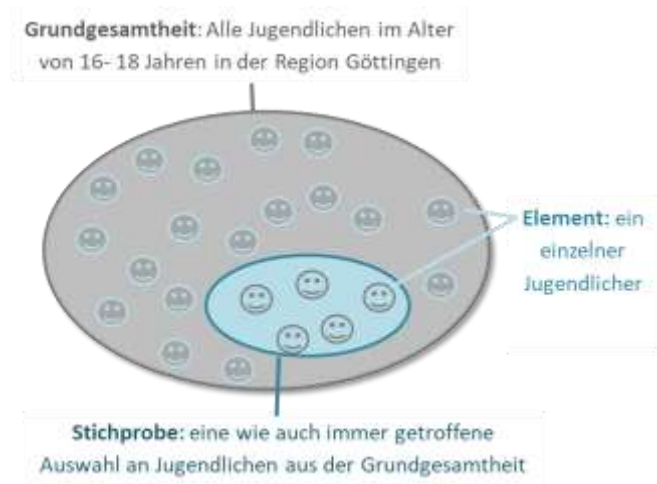 Grundgesamtheit: Alle Jugendlichen im Alter
von 16- 18 Jahren in der Region Göttingen
Element: ein
einzelner
Jugendlicher
Stichprobe: eine wie auch immer getroffene
Auswahl an Jugendlichen aus der Grundgesamtheit